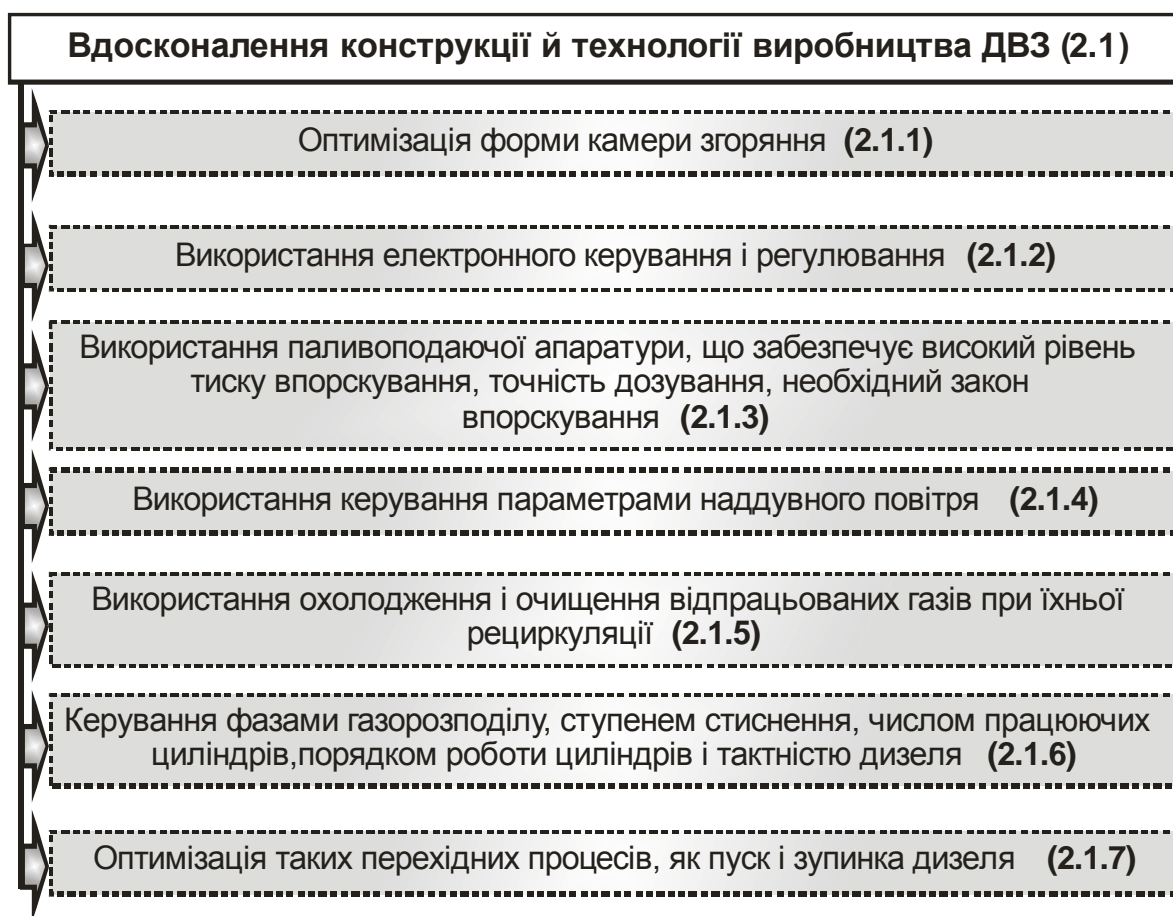 Вдосконалення конструкції й технології виробництва ДВЗ (2.1)
Оптимізація форми камери згоряння (2.1.1)
Використання електронного керування і регулювання (2.1.2)
Використання паливоподаючої апаратури, що забезпечує високий рівень
тиску впорскування, точність дозування, необхідний закон
впорскування (2.1.3)
Використання керування параметрами наддувного повітря (2.1.4)
Використання охолодження і очищення відпрацьованих газів при їхньої
рециркуляції (2.1.5)
Керування фазами газорозподілу, ступенем стиснення, числом працюючих
циліндрів,порядком роботи циліндрів і тактністю дизеля (2.1.6)
Оптимізація таких перехідних процесів, як пуск і зупинка дизеля (2.1.7)